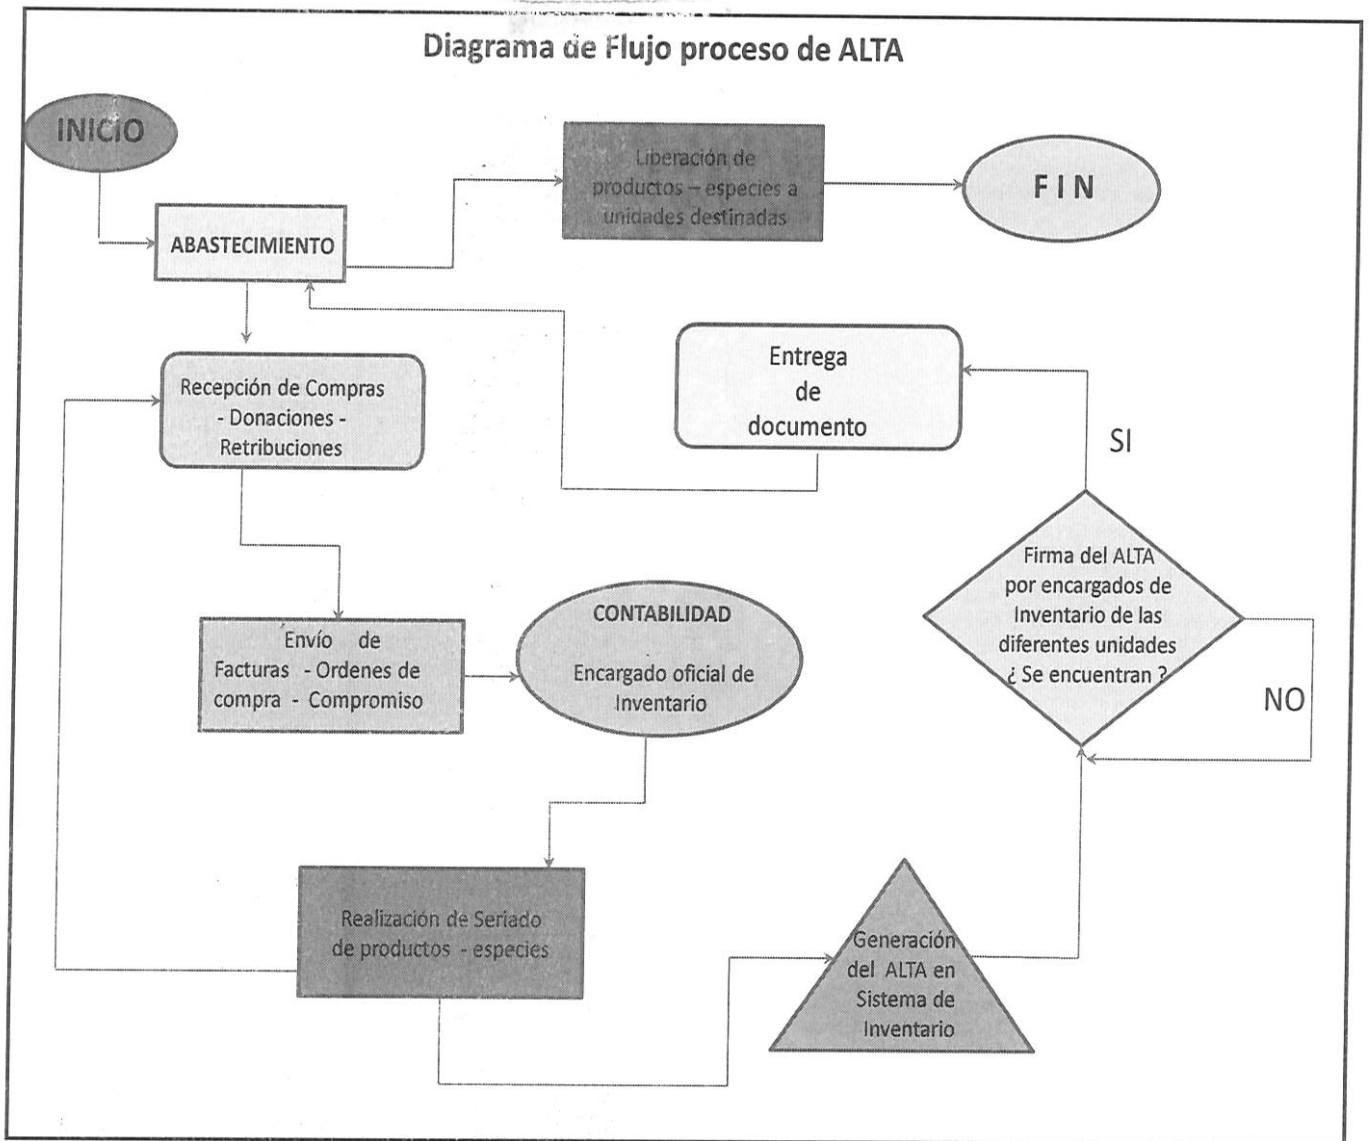 Diagrama de Flujo proceso de ALTA
INICIO
Liberación de
productos – especies a
unidades destinadas
F I N
ABASTECIMIENTO
Recepción de Compras
- Donaciones -
Retribuciones
Entrega
de
documento
SI
Firma del ALTA
por encargados de
Inventario de las
diferentes unidades
¿ Se encuentran ?
NO
Envío de
Facturas - Ordenes de
compra - Compromiso
CONTABILIDAD
Encargado oficial de
Inventario
Realización de Seriado
de productos - especies
Generación
del ALTA en
Sistema de
Inventario